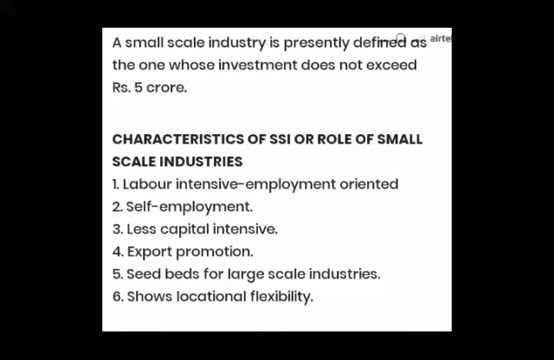 A small scale industry is presently defined as
airtel
the one whose investment does not exceed
Rs. 5 crore.
CHARACTERISTICS OF SSI OR ROLE OF SMALL
SCALE INDUSTRIES
1. Labour intensive-employment oriented
2. Self-employment.
3. Less capital intensive.
4. Export promotion.
5. Seed beds for large scale industries.
6. Shows locational flexibility.